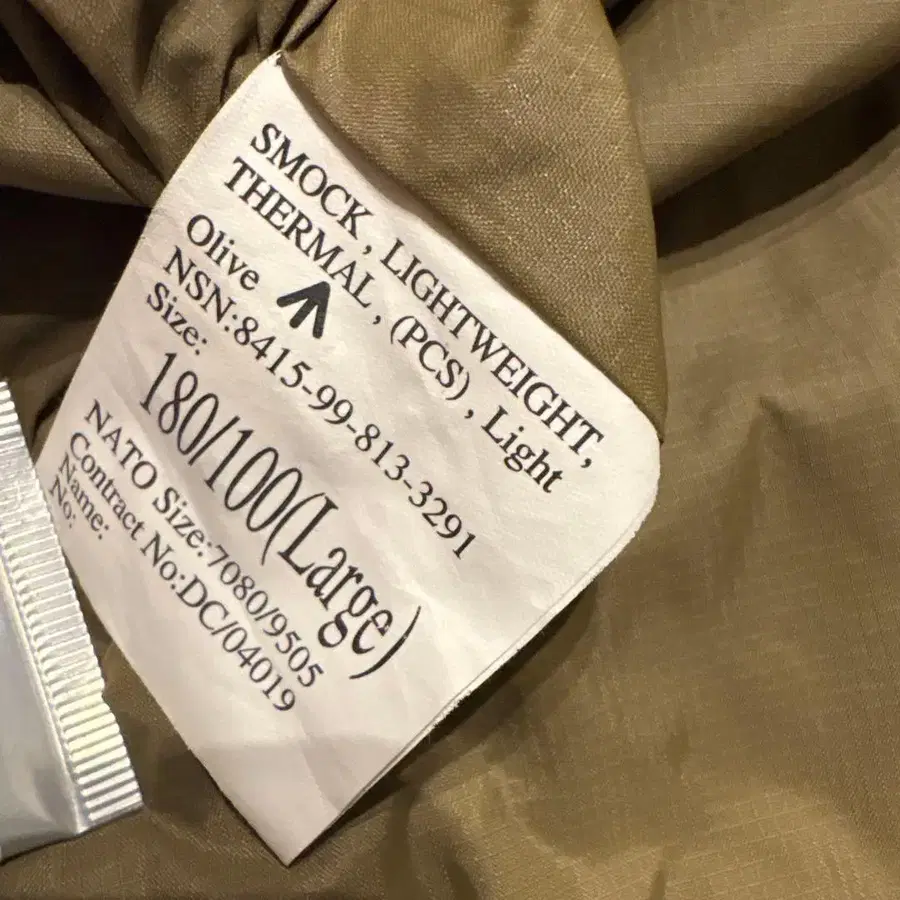 SMOCK, LIGHTWEIGHT,
THERMAL, (PCS), Light
Olive
NSN:8415-99-813-3291
Size:
180/100(Large)
NATO Size:7080/9505
Contract No:DC/04019
Name:
No: